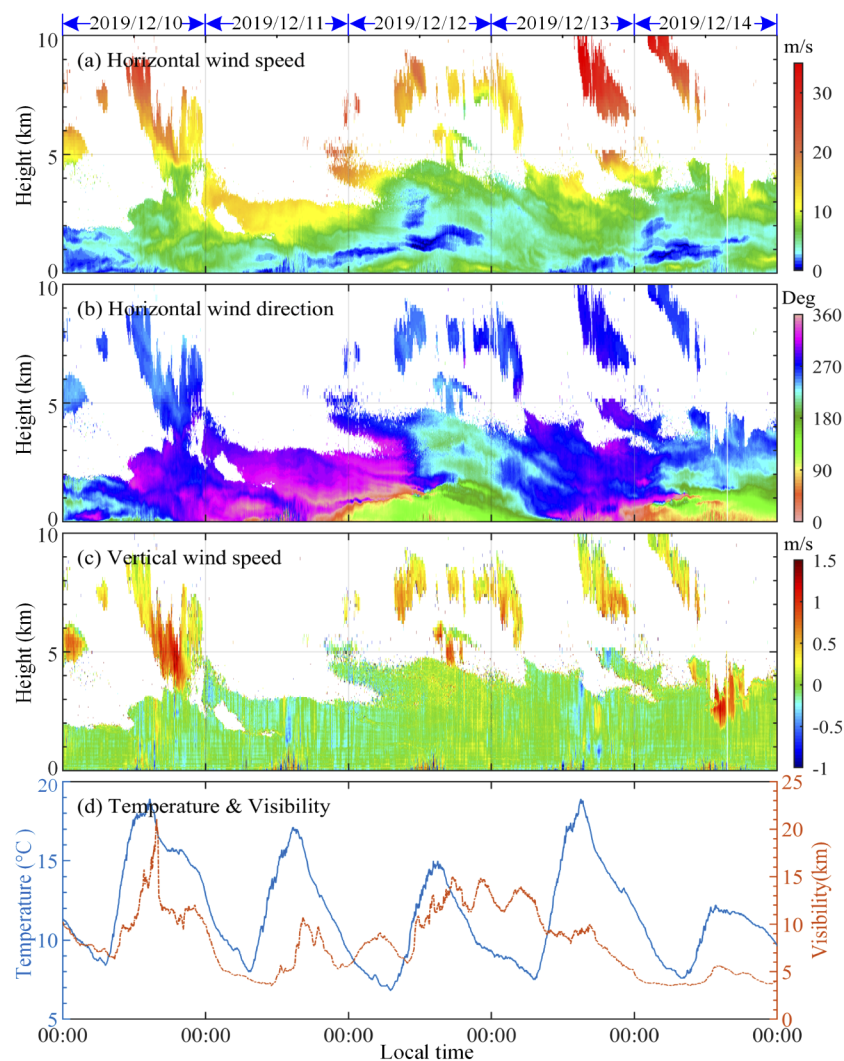 2019/12/10 2019/12/11 2019/12/12 2019/12/13 2019/12/14
10
(a) Horizontal wind speed
m/s
30
Height (km)
5
20
10
0
0
10
(b) Horizontal wind direction
Deg
360
270
Height (km)
5
180
90
0
0
10
(c) Vertical wind speed
m/s
1.5
1
Height (km)
5
0.5
0
-0.5
0
-1
20
25
(d) Temperature & Visibility
Temperature (°C )
15
10
5
20
15
10
5
0
Visibility(km)
00:00 00:00 00:00 00:00 00:00 00:00
Local time